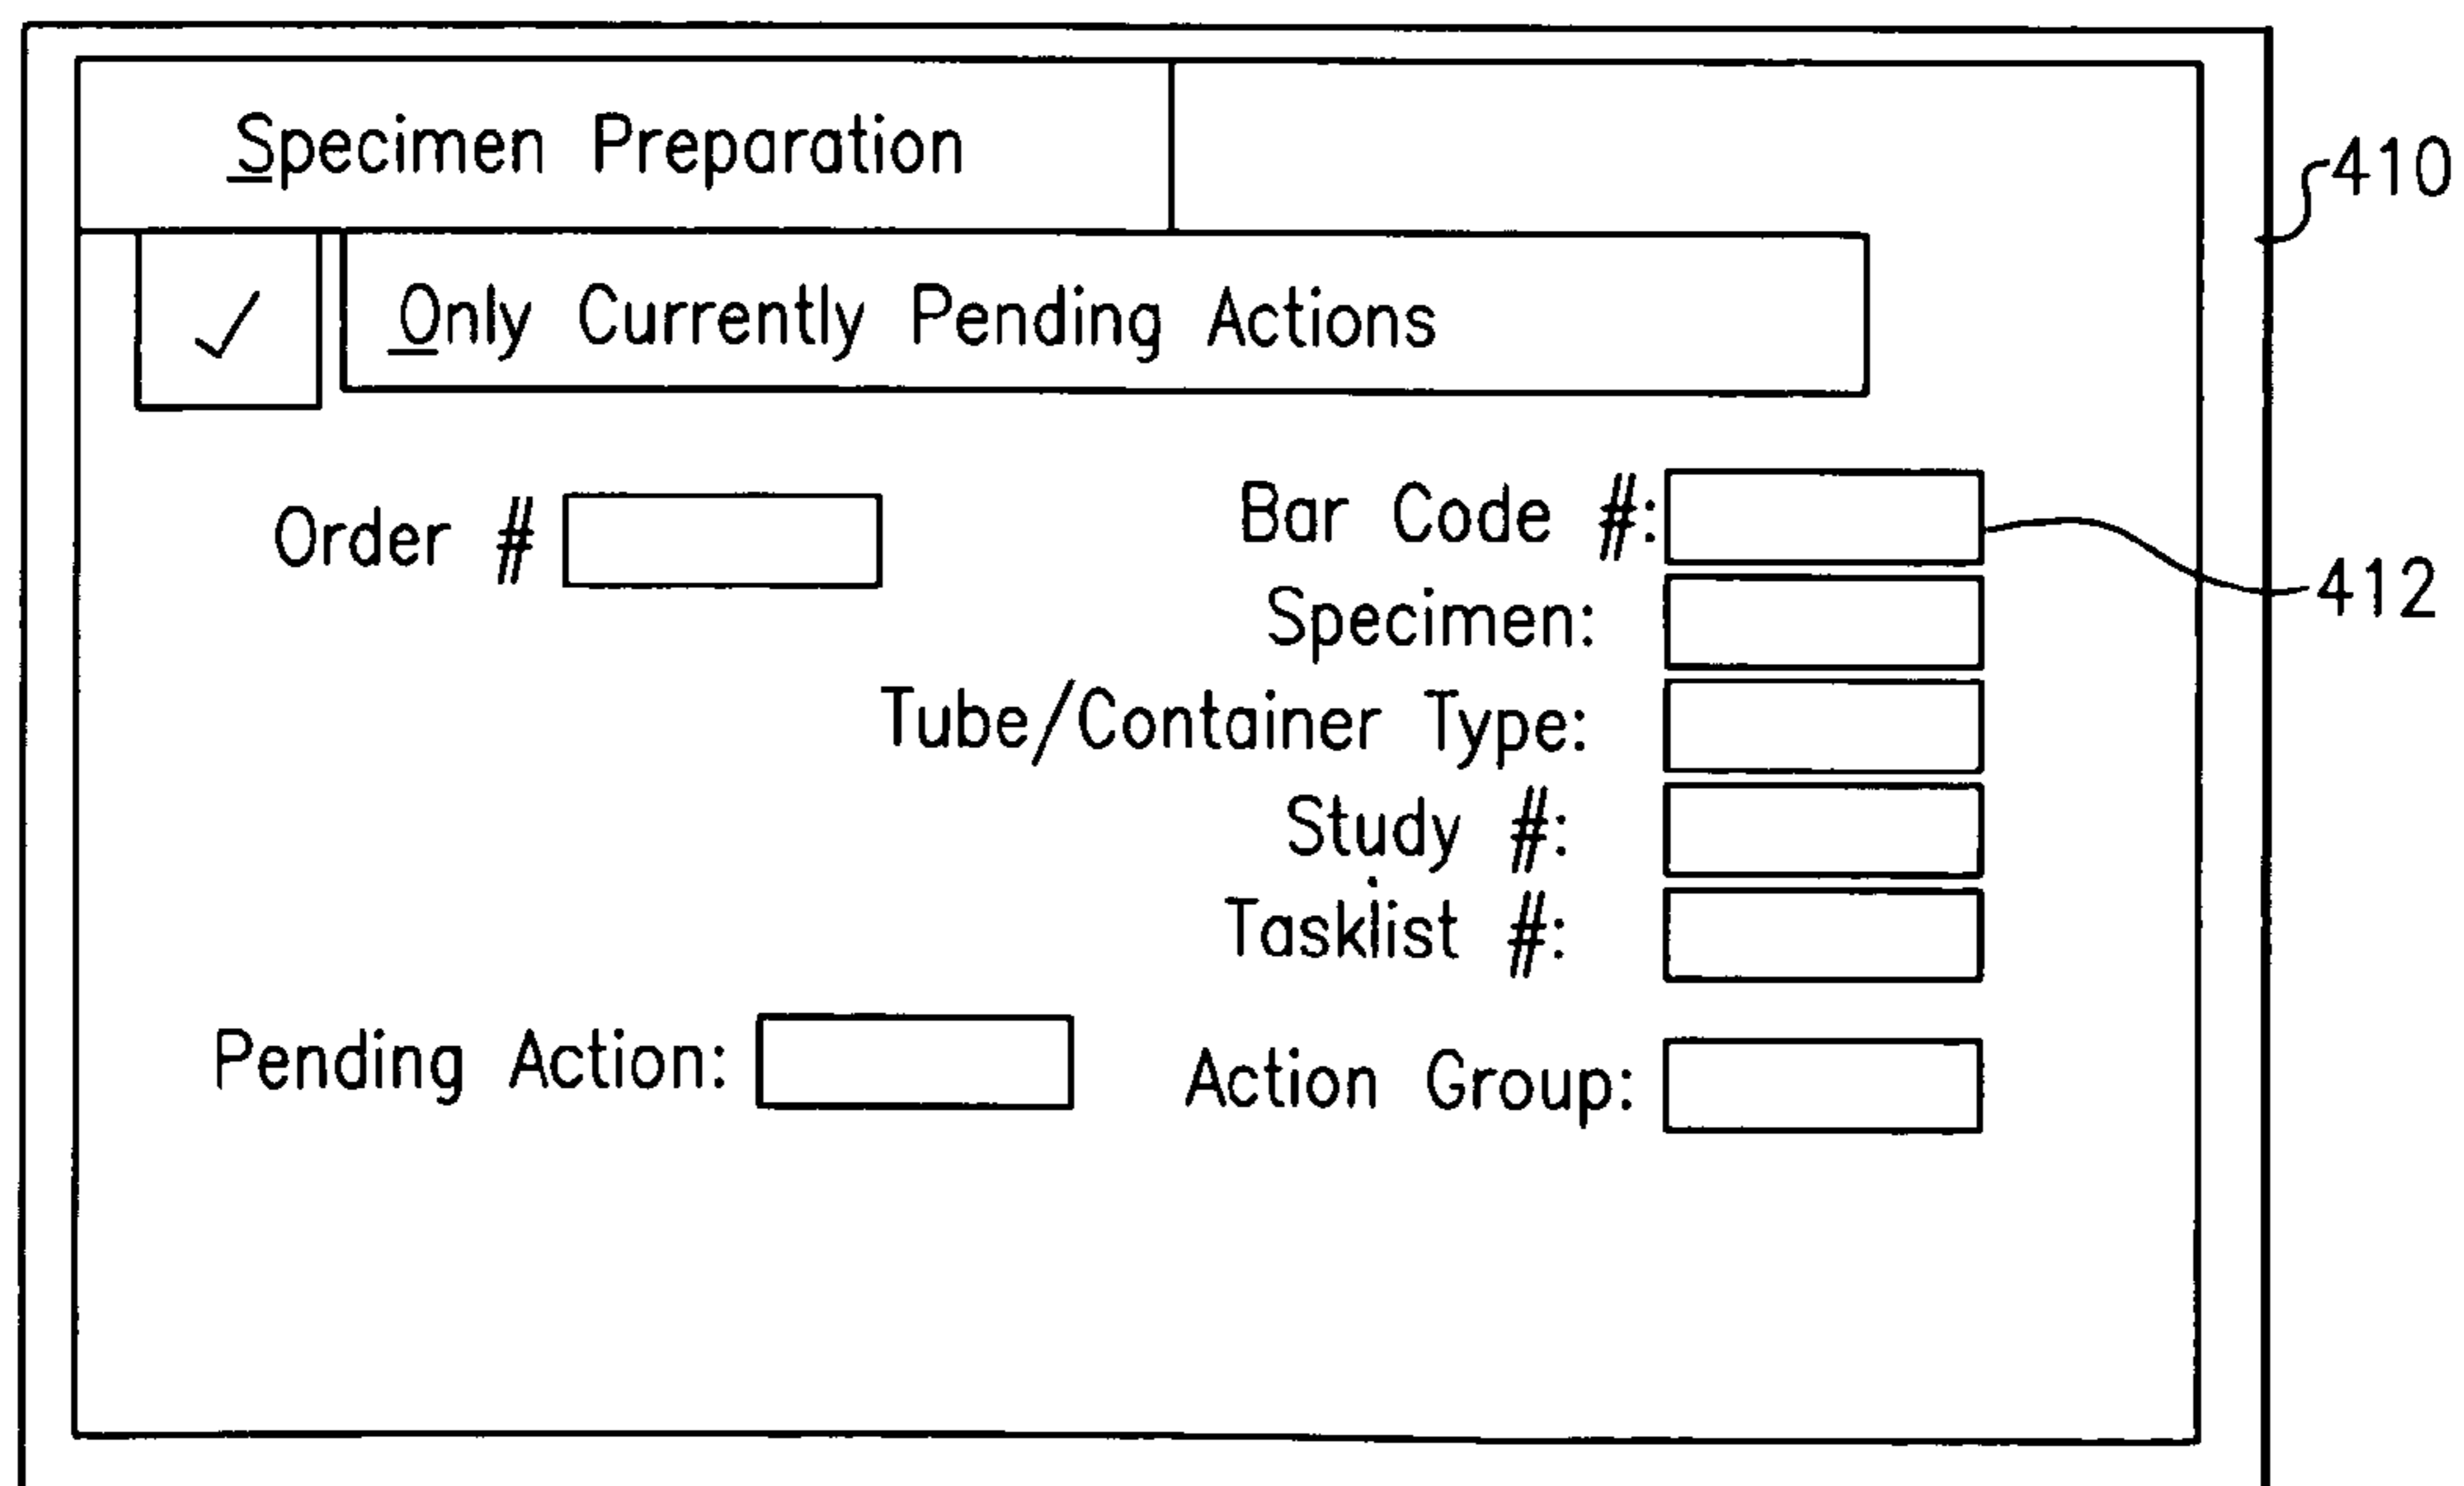 Specimen Preparation
410
✓ Only Currently Pending Actions
Order #
Bar Code #:
412
Specimen:
Tube/Container Type:
Study #:
Tasklist #:
Pending Action:
Action Group: